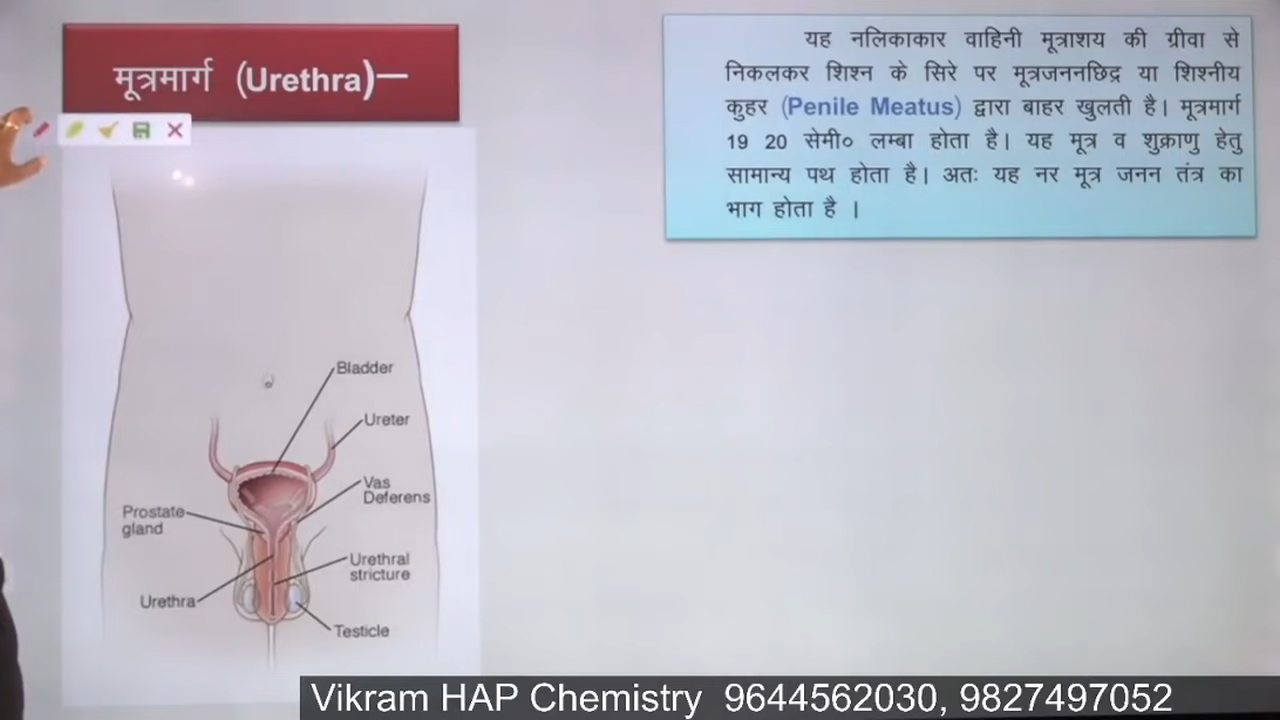 मूत्रमार्ग (Urethra)—
यह नलिकाकार वाहिनी मूत्राशय की ग्रीवा से
निकलकर शिश्न के सिरे पर मूत्रजननछिद्र या शिश्नीय
कुहर (Penile Meatus) द्वारा बाहर खुलती है। मूत्रमार्ग
19 20 सेमी० लम्बा होता है। यह मूत्र व शुक्राणु हेतु
सामान्य पथ होता है। अतः यह नर मूत्र जनन तंत्र का
भाग होता है ।
Bladder
Ureter
Vas
Deferens
Prostate
gland
Urethral
stricture
Urethra
Testicle
Vikram HAP Chemistry 9644562030, 9827497052